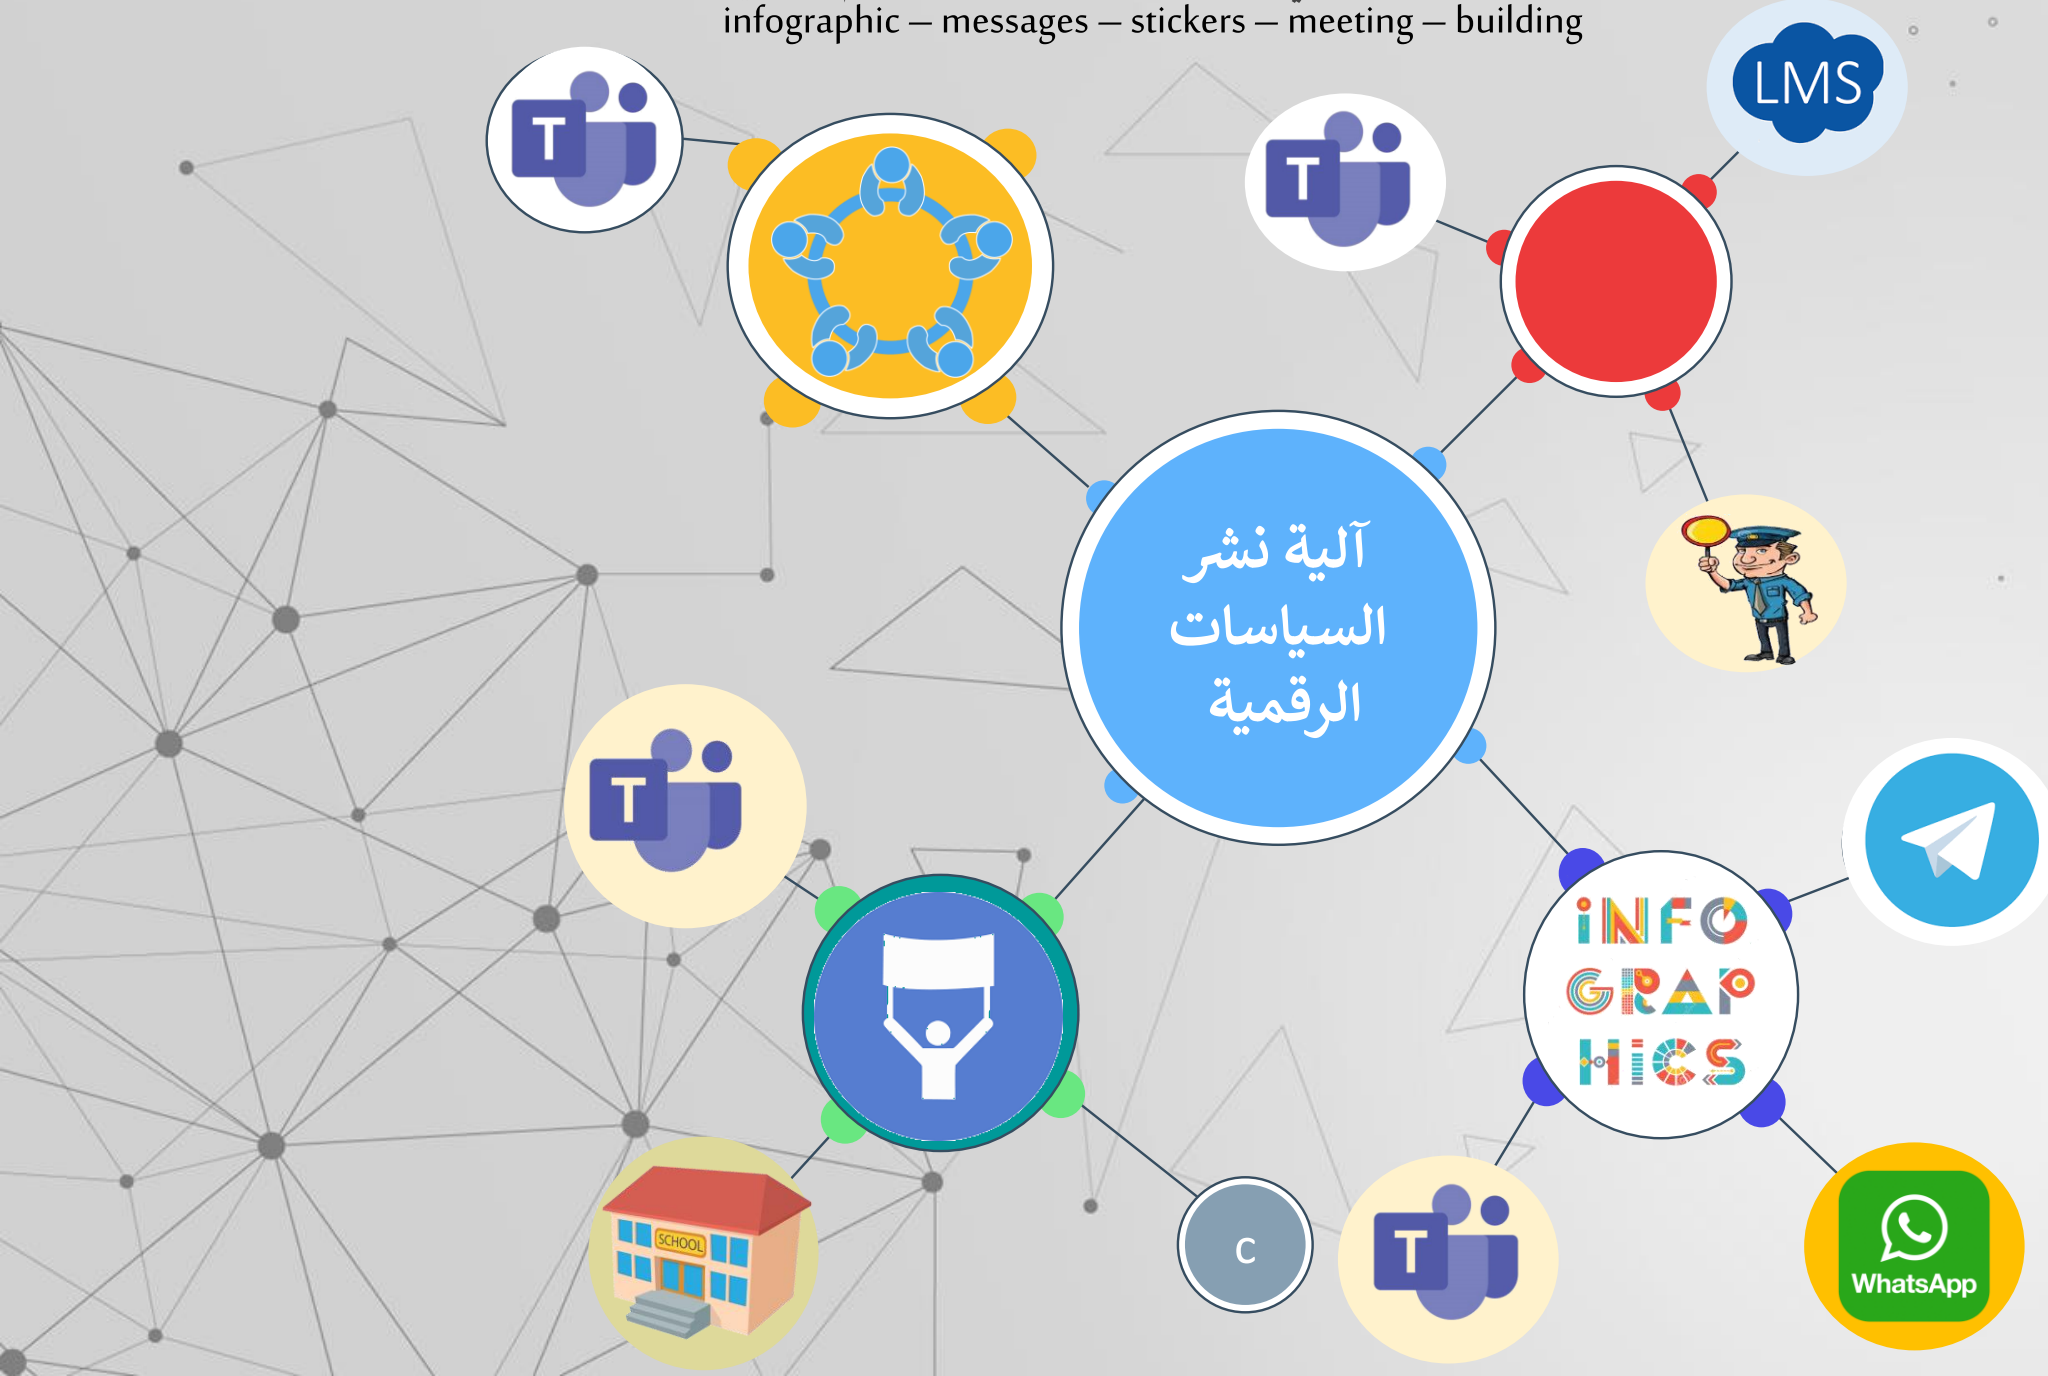 infographic – messages – stickers – meeting – building
LMS
T
T
آلية نشر
السياسات
الرقمية
T
INFO
GRAP
HICS
SCHOOL
c
T
WhatsApp